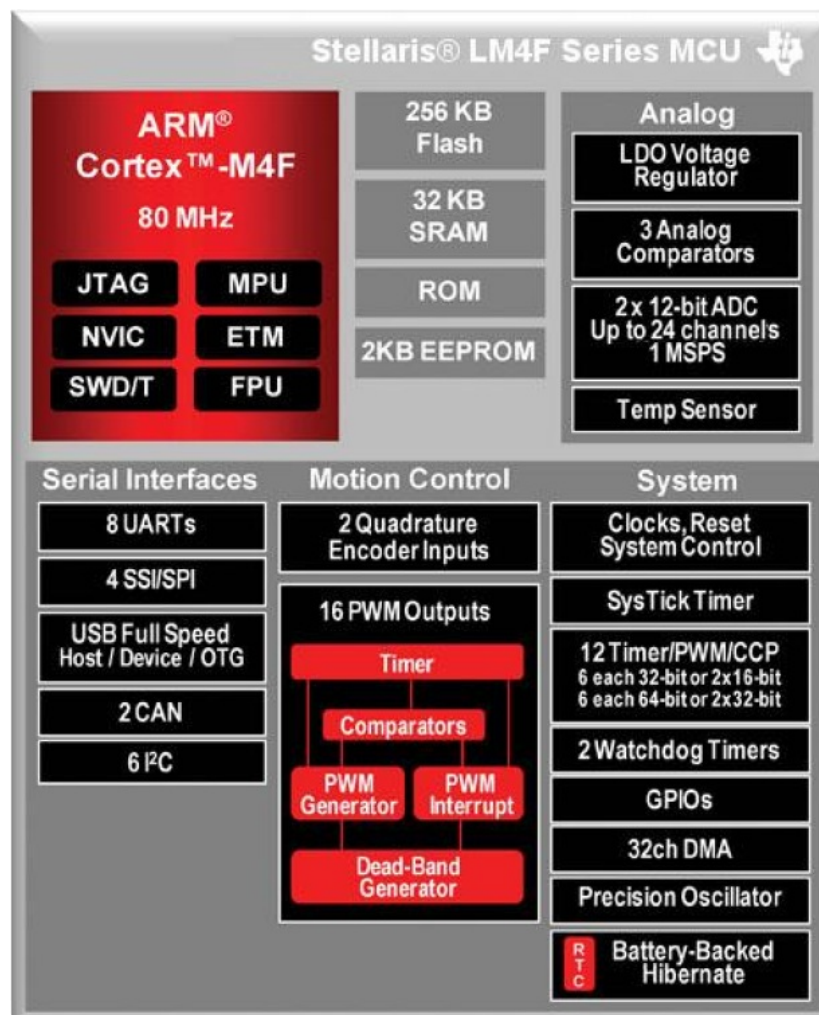 Stellaris® LM4F Series MCU
ARM®
Cortex™-M4F
80 MHz
JTAG
MPU
NVIC
ETM
SWD/T
FPU
256 KB
Flash
32 KB
SRAM
ROM
2KB EEPROM
Analog
LDO Voltage
Regulator
3 Analog
Comparators
2 x 12-bit ADC
Up to 24 channels
1 MSPS
Temp Sensor
Serial Interfaces
8 UARTs
4 SSI/SPI
USB Full Speed
Host / Device / OTG
2 CAN
6 I²C
Motion Control
2 Quadrature
Encoder Inputs
16 PWM Outputs
Timer
Comparators
PWM
Generator
PWM
Interrupt
Dead-Band
Generator
System
Clocks, Reset
System Control
SysTick Timer
12 Timer/PWM/CCP
6 each 32-bit or 2x16-bit
6 each 64-bit or 2x32-bit
2 Watchdog Timers
GPIOs
32ch DMA
Precision Oscillator
RTC
Battery-Backed
Hibernate